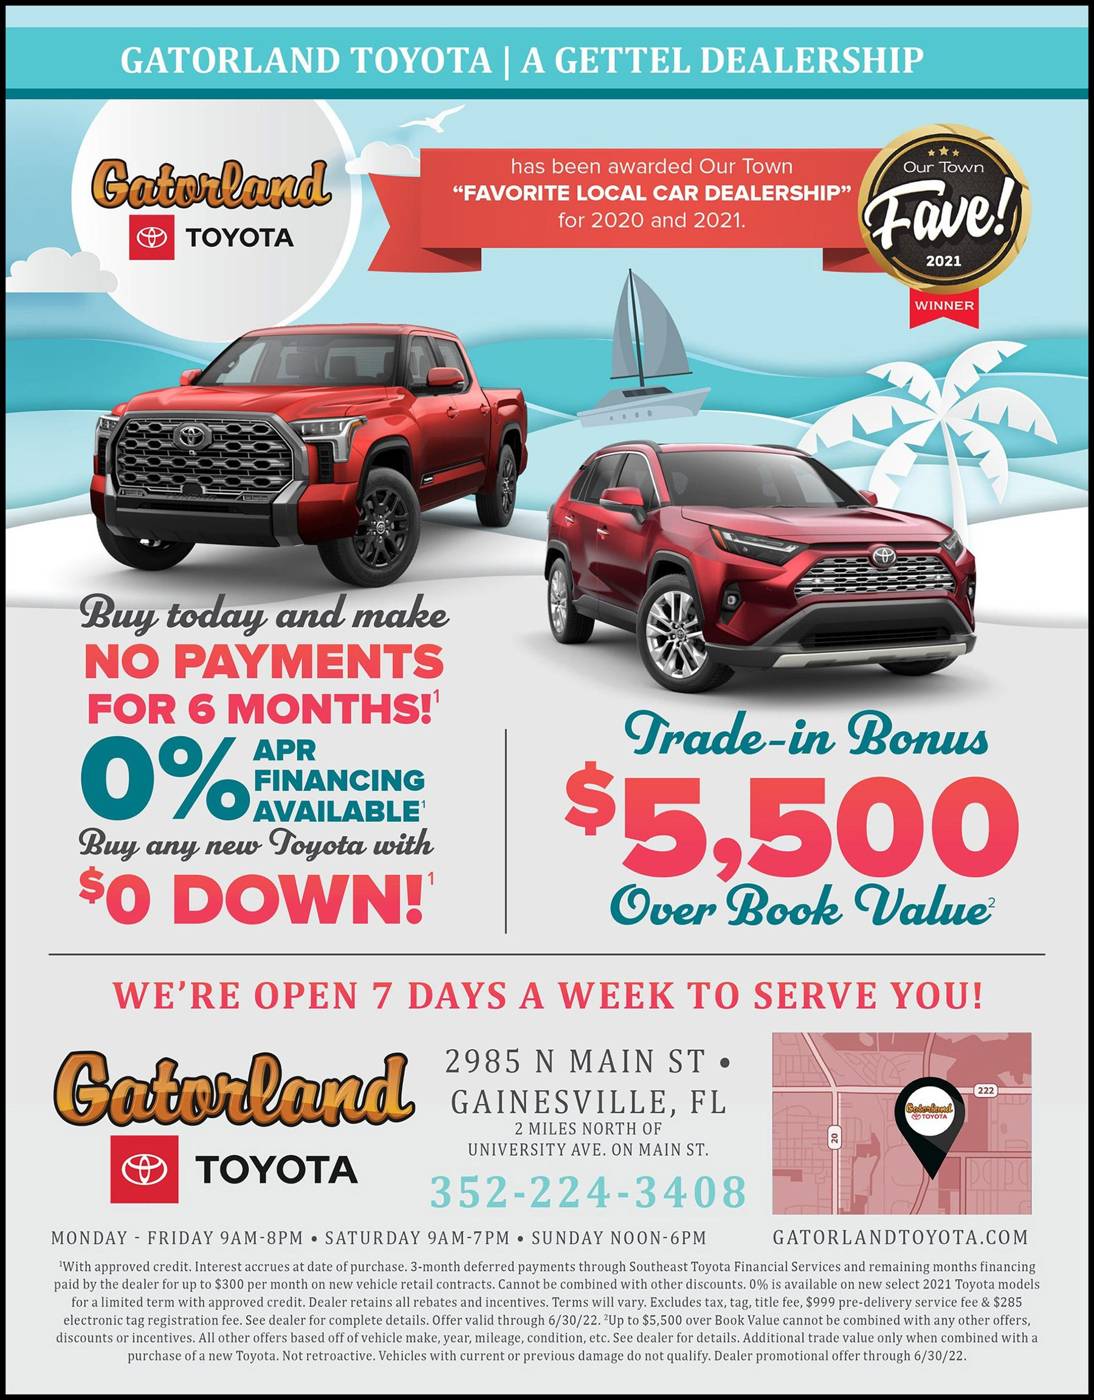 GATORLAND TOYOTA | A GETTEL DEALERSHIP
Gatorland
TOYOTA
has been awarded Our Town
“FAVORITE LOCAL CAR DEALERSHIP”
for 2020 and 2021.
Our Town
Fave!
2021
WINNER
Buy today and make
NO PAYMENTS
FOR 6 MONTHS!¹
0% APR
FINANCING
AVAILABLE¹
Buy any new Toyota with
$0 DOWN!¹
Trade-in Bonus
$5,500
Over Book Value²
WE’RE OPEN 7 DAYS A WEEK TO SERVE YOU!
Gatorland
TOYOTA
2985 N MAIN ST •
GAINESVILLE, FL
2 MILES NORTH OF
UNIVERSITY AVE. ON MAIN ST.
352-224-3408
222
20
Gatorland
TOYOTA
MONDAY - FRIDAY 9AM-8PM • SATURDAY 9AM-7PM • SUNDAY NOON-6PM
GATORLANDTOYOTA.COM
¹With approved credit. Interest accrues at date of purchase. 3-month deferred payments through Southeast Toyota Financial Services and remaining months financing
paid by the dealer for up to $300 per month on new vehicle retail contracts. Cannot be combined with other discounts. 0% is available on new select 2021 Toyota models
for a limited term with approved credit. Dealer retains all rebates and incentives. Terms will vary. Excludes tax, tag, title fee, $999 pre-delivery service fee & $285
electronic tag registration fee. See dealer for complete details. Offer valid through 6/30/22. ²Up to $5,500 over Book Value cannot be combined with any other offers,
discounts or incentives. All other offers based off of vehicle make, year, mileage, condition, etc. See dealer for details. Additional trade value only when combined with a
purchase of a new Toyota. Not retroactive. Vehicles with current or previous damage do not qualify. Dealer promotional offer through 6/30/22.